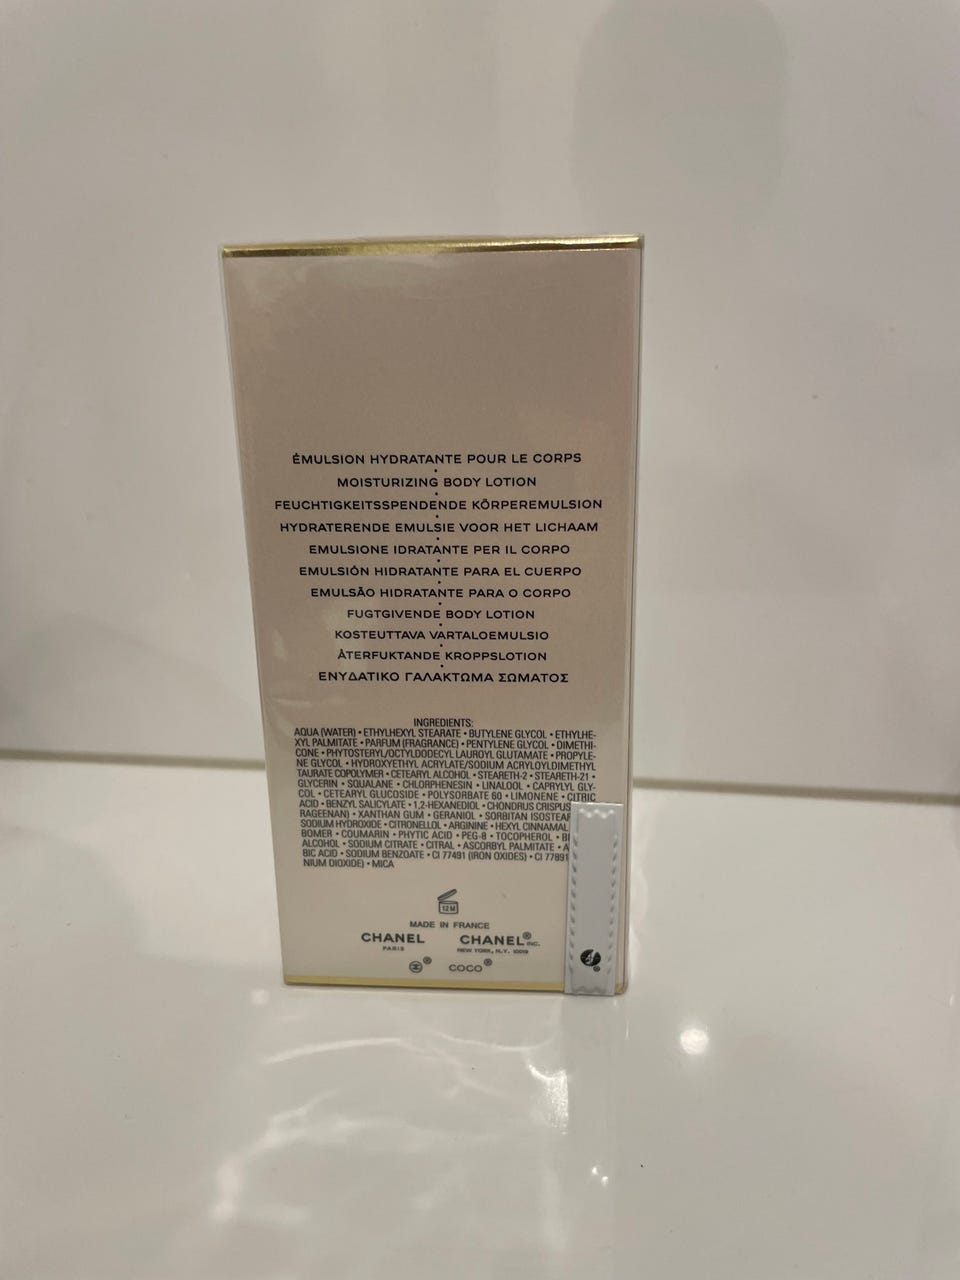 ÉMULSION HYDRATANTE POUR LE CORPS
•
MOISTURIZING BODY LOTION
•
FEUCHTIGKEITSSPENDENDE KÖRPEREMULSION
•
HYDRATERENDE EMULSIE VOOR HET LICHAAM
•
EMULSIONE IDRATANTE PER IL CORPO
•
EMULSIÓN HIDRATANTE PARA EL CUERPO
•
EMULSÃO HIDRATANTE PARA O CORPO
•
FUGTGIVENDE BODY LOTION
•
KOSTEUTTAVA VARTALOEMULSIO
•
ÅTERFUKTANDE KROPPSLOTION
•
ΕΝΥΔΑΤΙΚΟ ΓΑΛΑΚΤΩΜΑ ΣΩΜΑΤΟΣ
INGREDIENTS:
AQUA (WATER) • ETHYLHEXYL STEARATE • BUTYLENE GLYCOL • ETHYLHE-
XYL PALMITATE • PARFUM (FRAGRANCE) • PENTYLENE GLYCOL • DIMETHI-
CONE • PHYTOSTERYL/OCTYLDODECYL LAUROYL GLUTAMATE • PROPYLE-
NE GLYCOL • HYDROXYETHYL ACRYLATE/SODIUM ACRYLOYLDIMETHYL
TAURATE COPOLYMER • CETEARYL ALCOHOL • STEARETH-2 • STEARETH-21 •
GLYCERIN • SQUALANE • CHLORPHENESIN • LINALOOL • CAPRYLYL GLY-
COL • CETEARYL GLUCOSIDE • POLYSORBATE 60 • LIMONENE • CITRIC
ACID • BENZYL SALICYLATE • 1,2-HEXANEDIOL • CHONDRUS CRISPUS
RAGEENAN) • XANTHAN GUM • GERANIOL • SORBITAN ISOSTEAR
SODIUM HYDROXIDE • CITRONELLOL • ARGININE • HEXYL CINNAMAL
BOMER • COUMARIN • PHYTIC ACID • PEG-8 • TOCOPHEROL •
ALCOHOL • SODIUM CITRATE • CITRAL • ASCORBYL PALMITATE •
BIC ACID • SODIUM BENZOATE • CI 77491 (IRON OXIDES) • CI 77891
NIUM DIOXIDE) • MICA
12 M
MADE IN FRANCE
CHANEL CHANEL® INC.
PARIS NEW YORK, N.Y. 10019
® COCO®